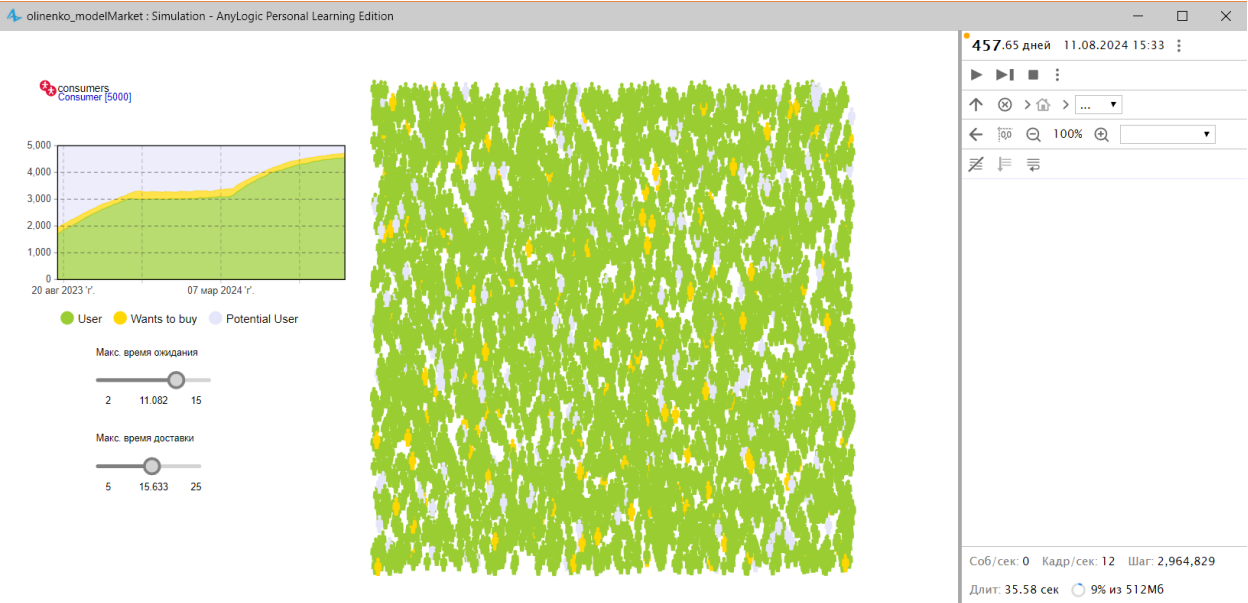 olinenko_modelMarket : Simulation - AnyLogic Personal Learning Edition
457.65 дней 11.08.2024 15:33
...
100%
consumers
Consumer [5000]
5,000
4,000
3,000
2,000
1,000
0
20 авг 2023 'г'. 07 мар 2024 'г'.
User Wants to buy Potential User
Макс. время ожидания
2 11.082 15
Макс. время доставки
5 15.633 25
Соб/сек: 0 Кадр/сек: 12 Шаг: 2,964,829
Длит: 35.58 сек 9% из 512Мб